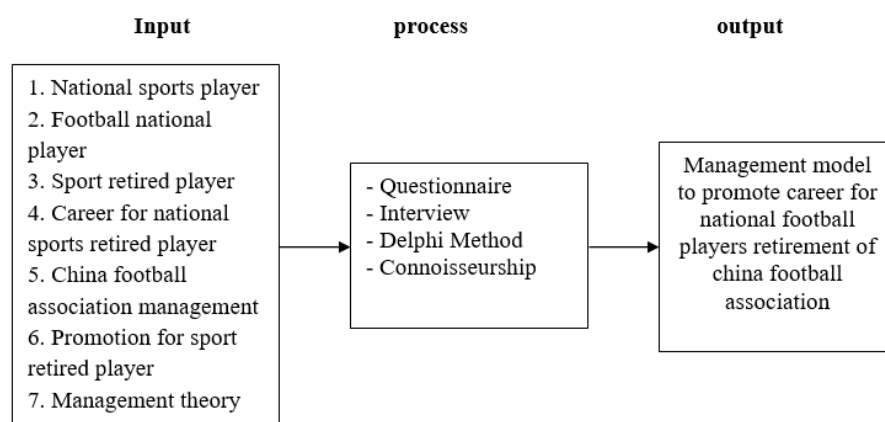 Input
process
output
1. National sports player
2. Football national
player
3. Sport retired player
4. Career for national
sports retired player
5. China football
association management
6. Promotion for sport
retired player
7. Management theory
- Questionnaire
- Interview
- Delphi Method
- Connoisseurship
Management model
to promote career for
national football
players retirement of
china football
association